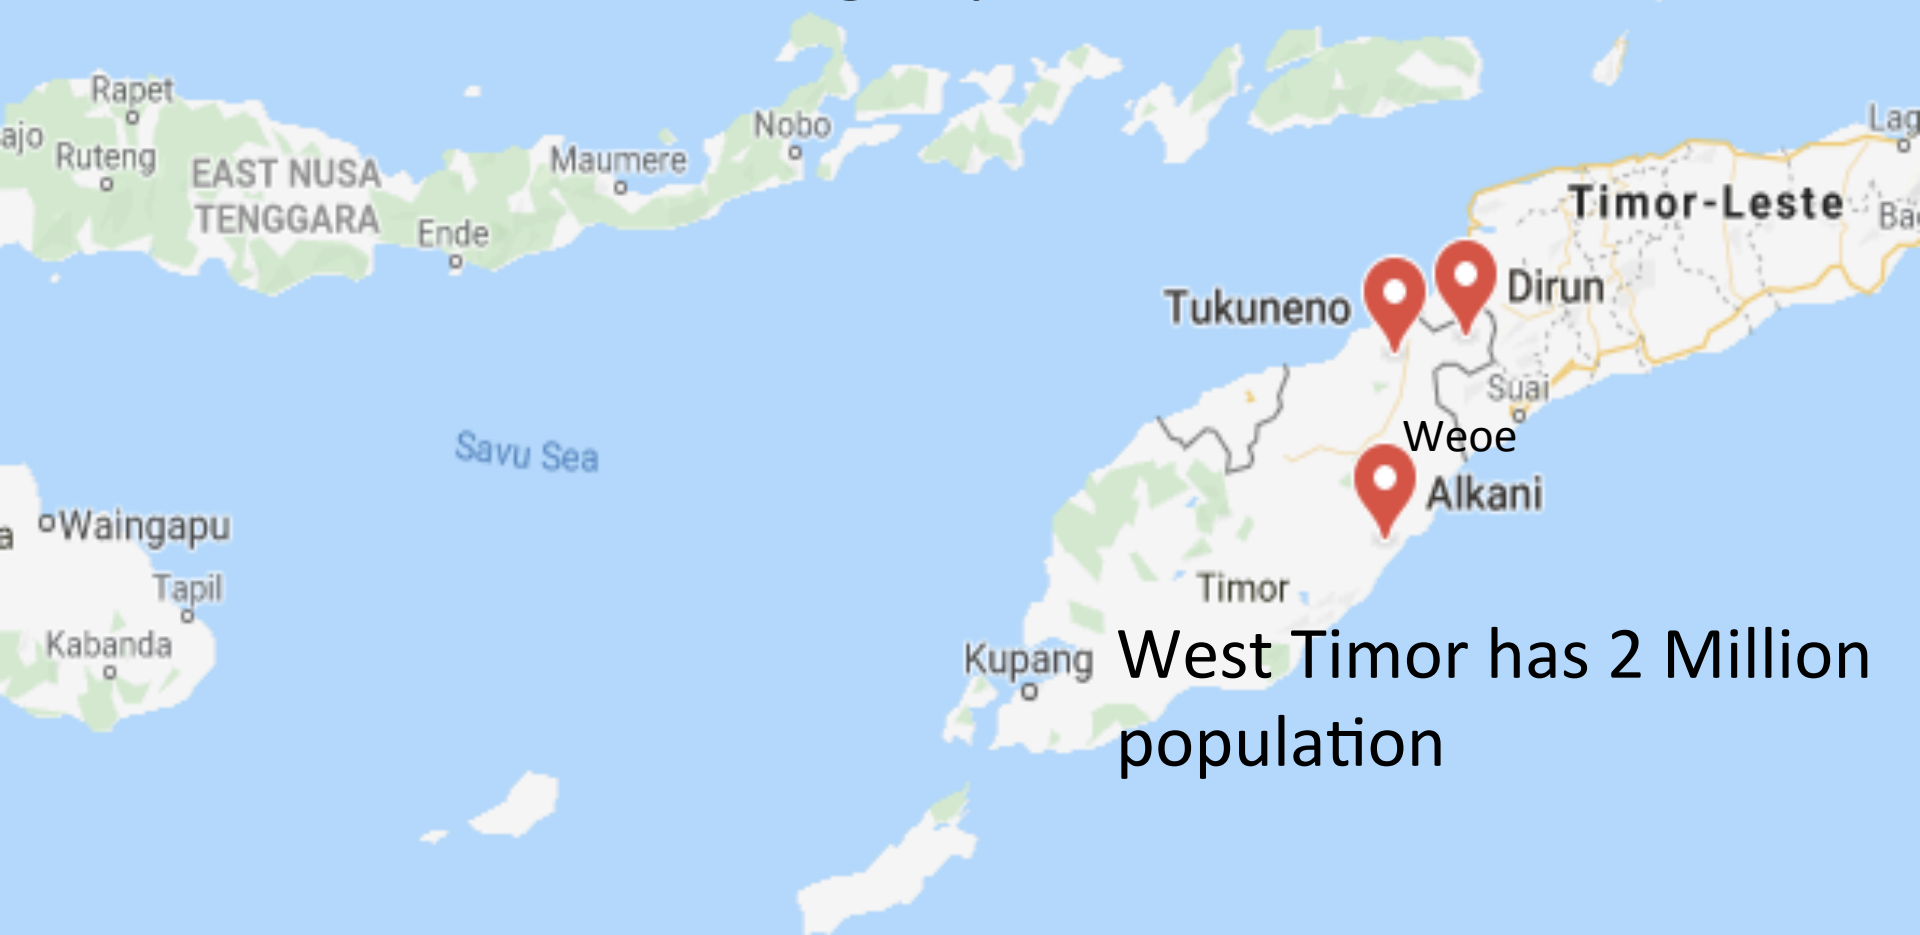 Rapet
ajo
Ruteng
EAST NUSA
TENGGARA
Ende
Maumere
Nobo
Lag
Timor-Leste
Tukuneno
Dirun
Suai
Weoe
Alkani
Savu Sea
Waingapu
Tapil
Kabanda
Timor
Kupang
West Timor has 2 Million
population